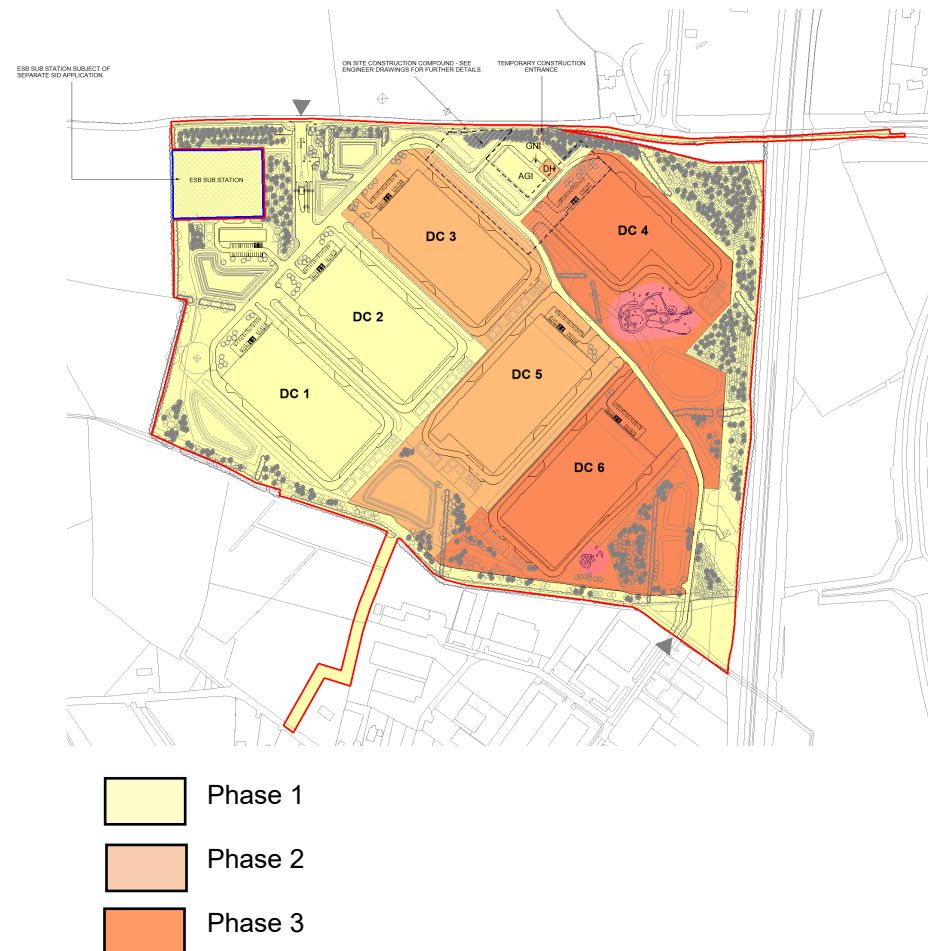 ESB SUB STATION SUBJECT OF
SEPARATE SID APPLICATION.
ON SITE CONSTRUCTION COMPOUND - SEE
ENGINEER DRAWINGS FOR FURTHER DETAILS.
TEMPORARY CONSTRUCTION
ENTRANCE
GNI
DH
AGI
ESB SUB STATION
DC 3
DC 4
DC 2
DC 5
DC 1
DC 6
Phase 1
Phase 2
Phase 3